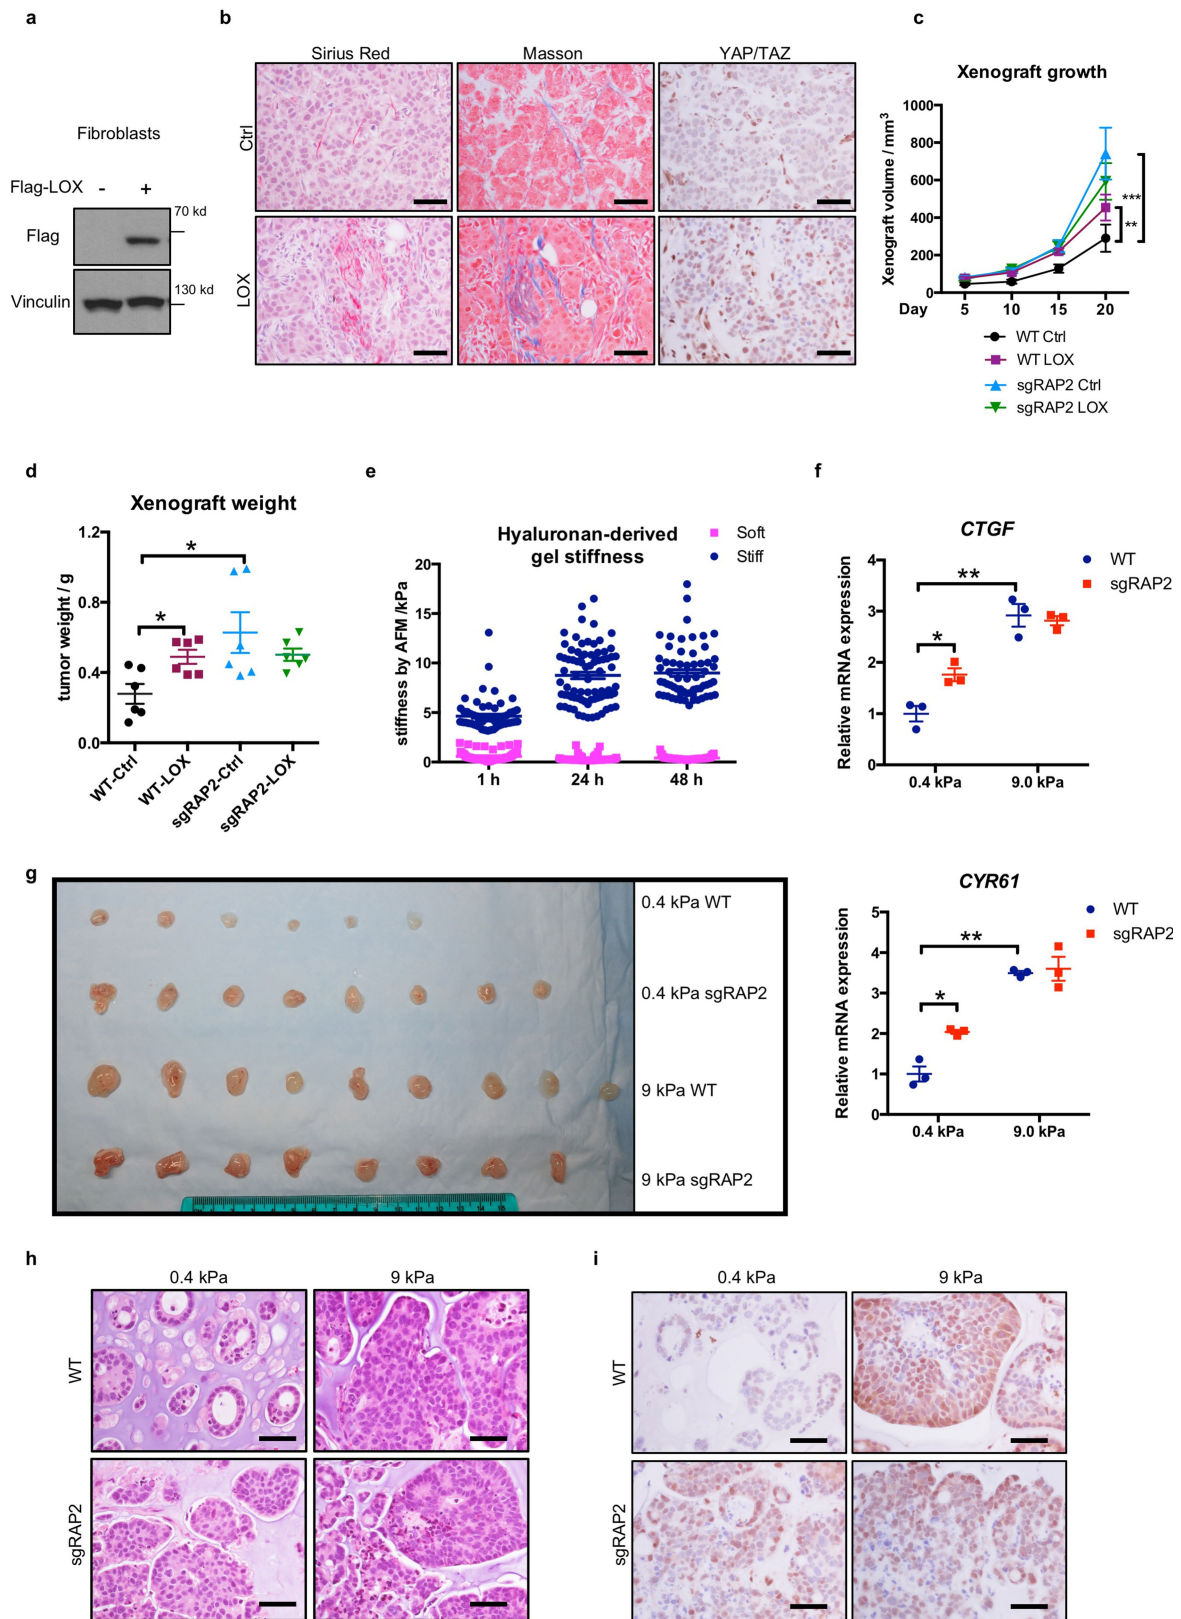 a
Fibroblasts
Flag-LOX - +
70 kd
Flag
130 kd
Vinculin
b
Sirius Red Masson YAP/TAZ
Ctrl
LOX
c
Xenograft growth
Xenograft volume / mm3
1000
800
600
400
200
0
***
**
Day 5 10 15 20
WT Ctrl
WT LOX
sgRAP2 Ctrl
sgRAP2 LOX
d
Xenograft weight
tumor weight / g
1.2
0.8
0.4
0.0
*
*
WT-Ctrl
WT-LOX
sgRAP2-Ctrl
sgRAP2-LOX
e
Hyaluronan-derived
gel stiffness
Soft
Stiff
stiffness by AFM /kPa
20
15
10
5
0
1 h 24 h 48 h
f
CTGF
WT
sgRAP2
Relative mRNA expression
4
3
2
1
0
**
*
0.4 kPa 9.0 kPa
CYR61
WT
sgRAP2
Relative mRNA expression
5
4
3
2
1
0
**
*
0.4 kPa 9.0 kPa
g
0.4 kPa WT
0.4 kPa sgRAP2
9 kPa WT
9 kPa sgRAP2
h
0.4 kPa 9 kPa
WT
sgRAP2
i
0.4 kPa 9 kPa
WT
sgRAP2